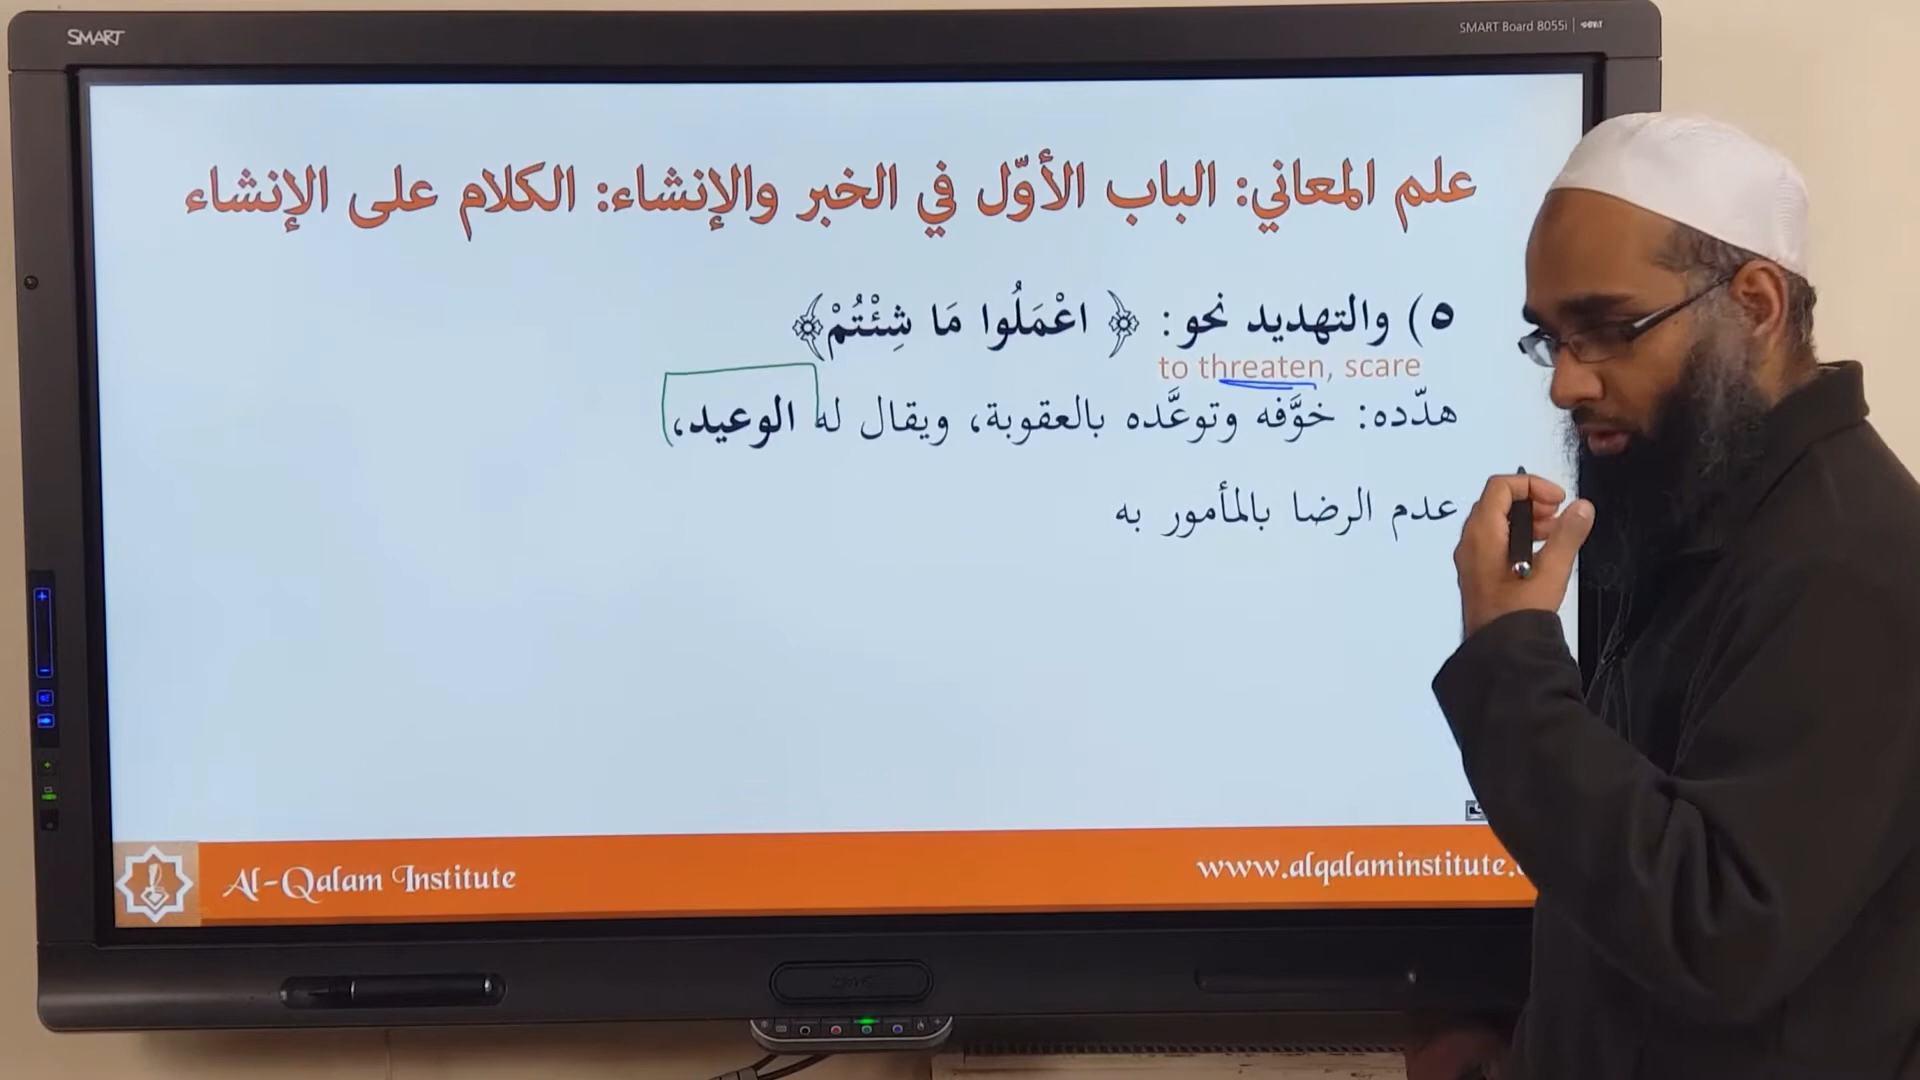 SMART
SMART Board 8055i
علم المعاني: الباب الأوّل في الخبر والإنشاء: الكلام على الإنشاء
٥) والتهديد نحو: ﴿ اعْمَلُوا مَا شِئْتُمْ﴾
to threaten, scare
هدّده: خوَّفه وتوعَّده بالعقوبة، ويقال له الوعيد،
عدم الرضا بالمأمور به
Al-Qalam Institute
www.alqalaminstitute.